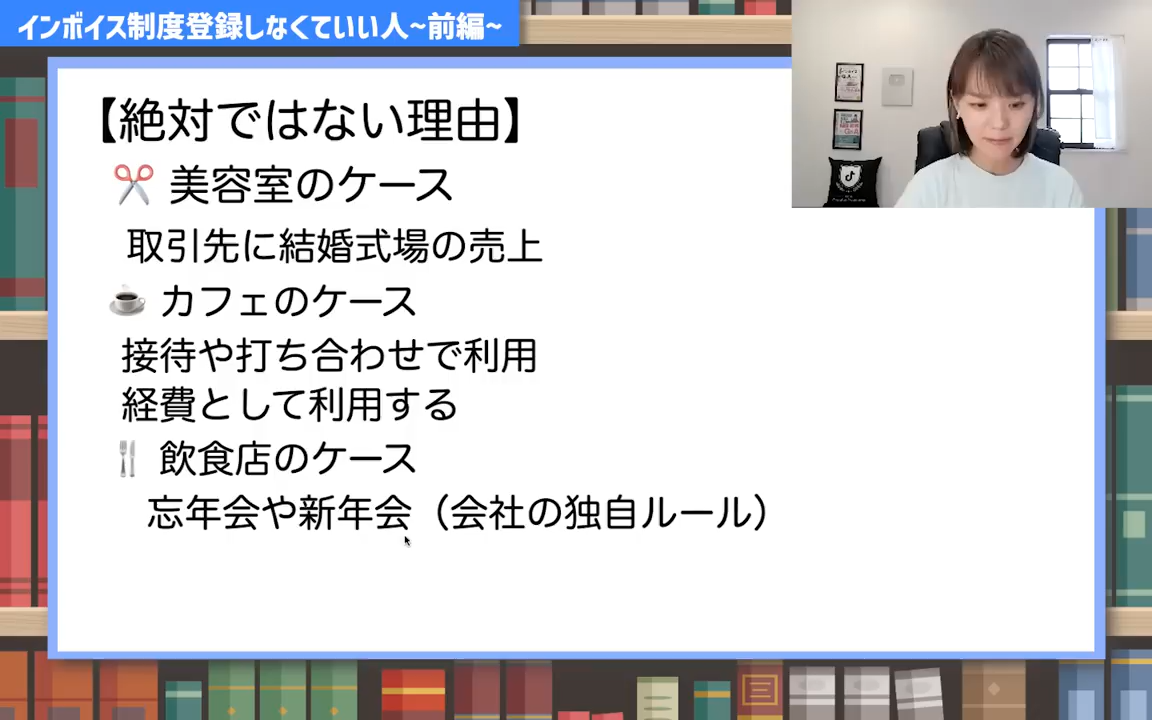 インボイス制度登録しなくていい人~前編~
【絶対ではない理由】
✂️ 美容室のケース
取引先に結婚式場の売上
☕ カフェのケース
接待や打ち合わせで利用
経費として利用する
🍴 飲食店のケース
忘年会や新年会（会社の独自ルール）